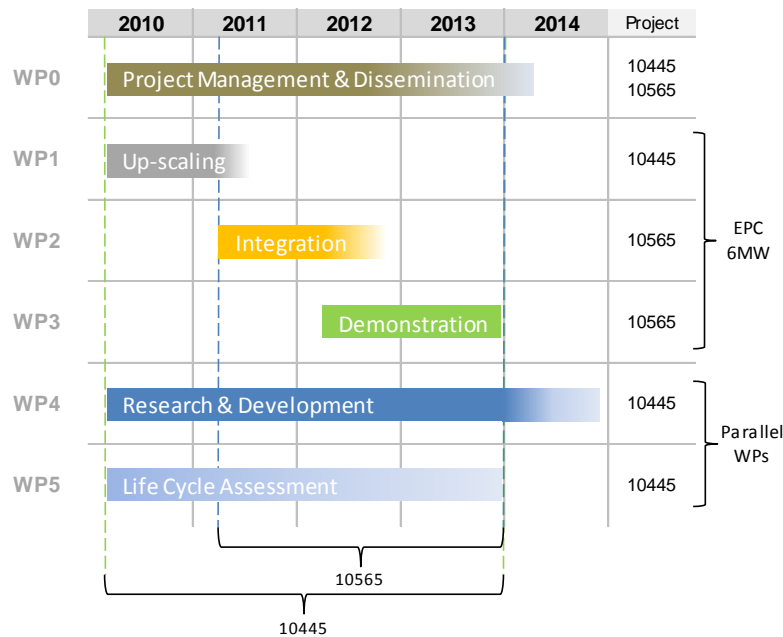 2010 2011 2012 2013 2014 Project
WP0 Project Management & Dissemination 10445
10565
WP1 Up-scaling 10445
WP2 Integration 10565
EPC
6MW
WP3 Demonstration 10565
WP4 Research & Development 10445
Parallel
WPs
WP5 Life Cycle Assessment 10445
10565
10445